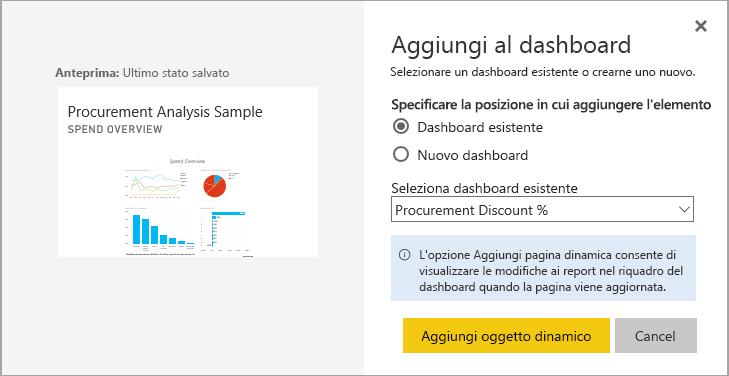 Aggiungi al dashboard
Selezionare un dashboard esistente o crearne uno nuovo.
Anteprima: Ultimo stato salvato
Procurement Analysis Sample
SPEND OVERVIEW
Spend Overview
Specificare la posizione in cui aggiungere l'elemento
Dashboard esistente
Nuovo dashboard
Seleziona dashboard esistente
Procurement Discount %
L'opzione Aggiungi pagina dinamica consente di
visualizzare le modifiche ai report nel riquadro del
dashboard quando la pagina viene aggiornata.
Aggiungi oggetto dinamico
Cancel